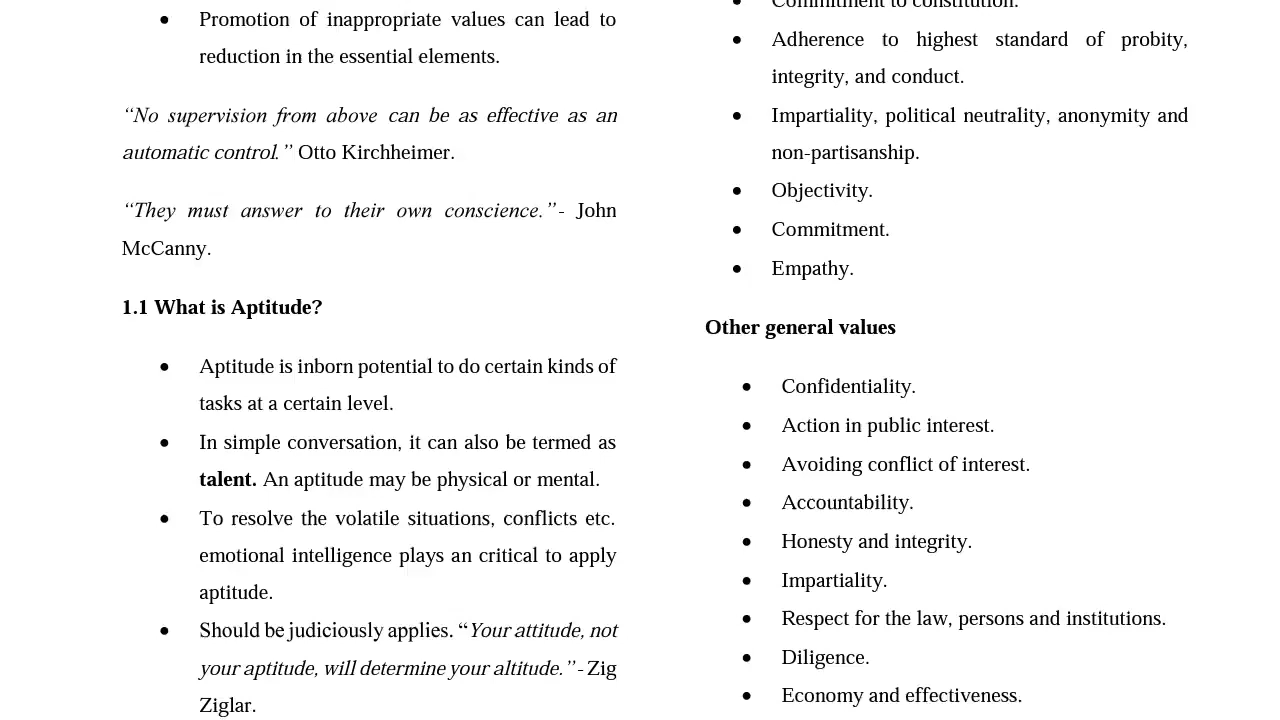 • Promotion of inappropriate values can lead to
reduction in the essential elements.
“No supervision from above can be as effective as an
automatic control.” Otto Kirchheimer.
“They must answer to their own conscience.”- John
McCanny.
1.1 What is Aptitude?
• Aptitude is inborn potential to do certain kinds of
tasks at a certain level.
• In simple conversation, it can also be termed as
talent. An aptitude may be physical or mental.
• To resolve the volatile situations, conflicts etc.
emotional intelligence plays an critical to apply
aptitude.
• Should be judiciously applies. “Your attitude, not
your aptitude, will determine your altitude.”- Zig
Ziglar.
• Commitment to constitution.
• Adherence to highest standard of probity,
integrity, and conduct.
• Impartiality, political neutrality, anonymity and
non-partisanship.
• Objectivity.
• Commitment.
• Empathy.
Other general values
• Confidentiality.
• Action in public interest.
• Avoiding conflict of interest.
• Accountability.
• Honesty and integrity.
• Impartiality.
• Respect for the law, persons and institutions.
• Diligence.
• Economy and effectiveness.